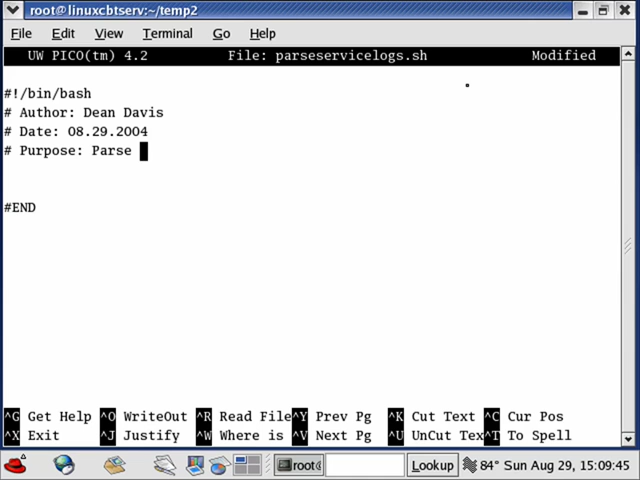 root@linuxcbtserv:~/temp2
File Edit View Terminal Go Help
UW PICO(tm) 4.2 File: parseservicelogs.sh Modified
#!/bin/bash
# Author: Dean Davis
# Date: 08.29.2004
# Purpose: Parse
#END
^G Get Help ^O WriteOut ^R Read File ^Y Prev Pg ^K Cut Text ^C Cur Pos
^X Exit ^J Justify ^W Where is ^V Next Pg ^U UnCut Tex ^T To Spell
root@ Lookup 84° Sun Aug 29, 15:09:45